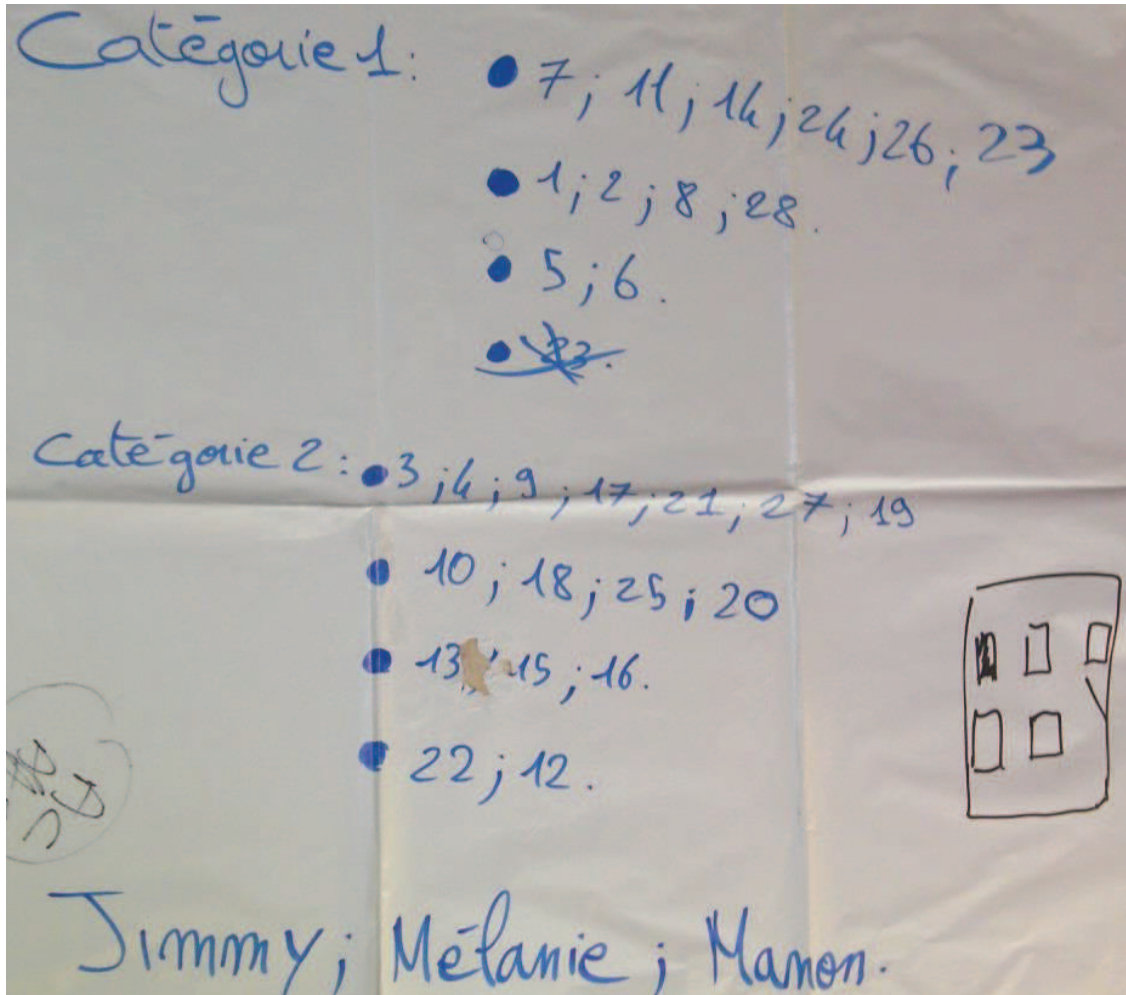 Catégorie 1: • 7; 11; 14; 24; 26; 23
• 1; 2; 8; 28.
• 5; 6.
• 23.
Catégorie 2: • 3; 4; 9; 17; 21; 27; 19
• 10; 18; 25; 20
• 13; 15; 16.
• 22; 12.
Jimmy; Mélanie; Manon.